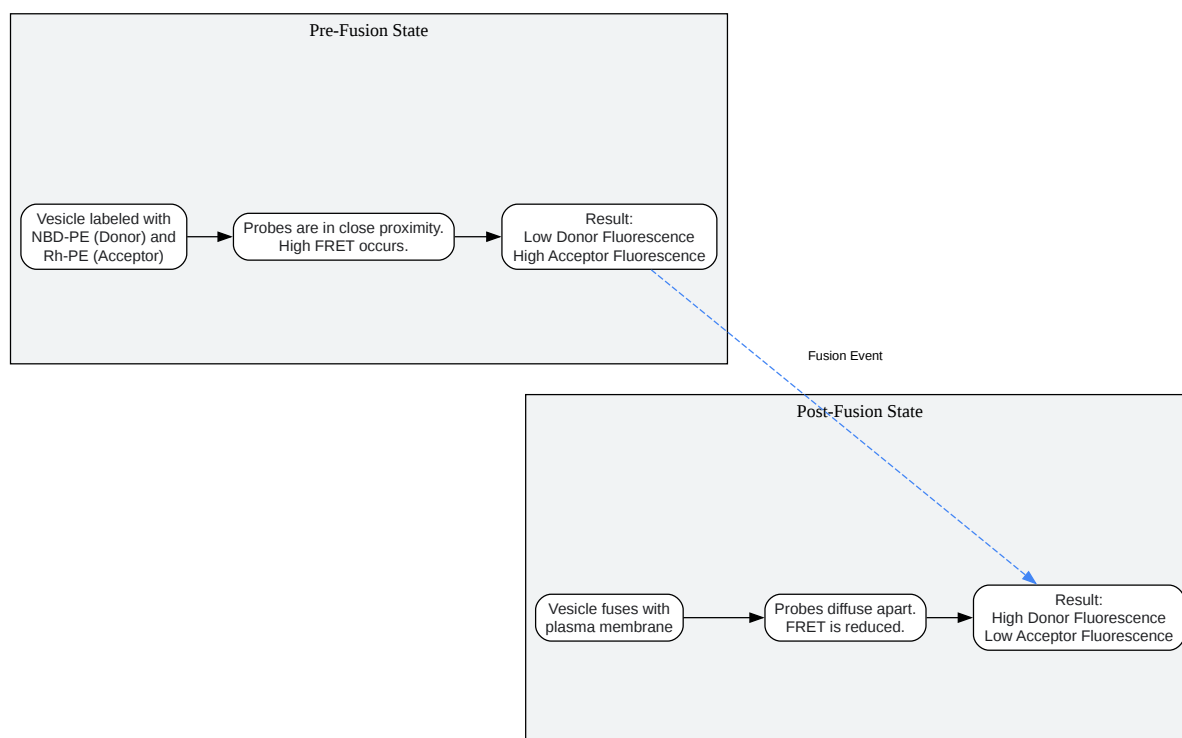 Pre-Fusion State
Vesicle labeled with
NBD-PE (Donor) and
Rh-PE (Acceptor)
Probes are in close proximity.
High FRET occurs.
Result:
Low Donor Fluorescence
High Acceptor Fluorescence
Fusion Event
Post-Fusion State
Vesicle fuses with
plasma membrane
Probes diffuse apart.
FRET is reduced.
Result:
High Donor Fluorescence
Low Acceptor Fluorescence